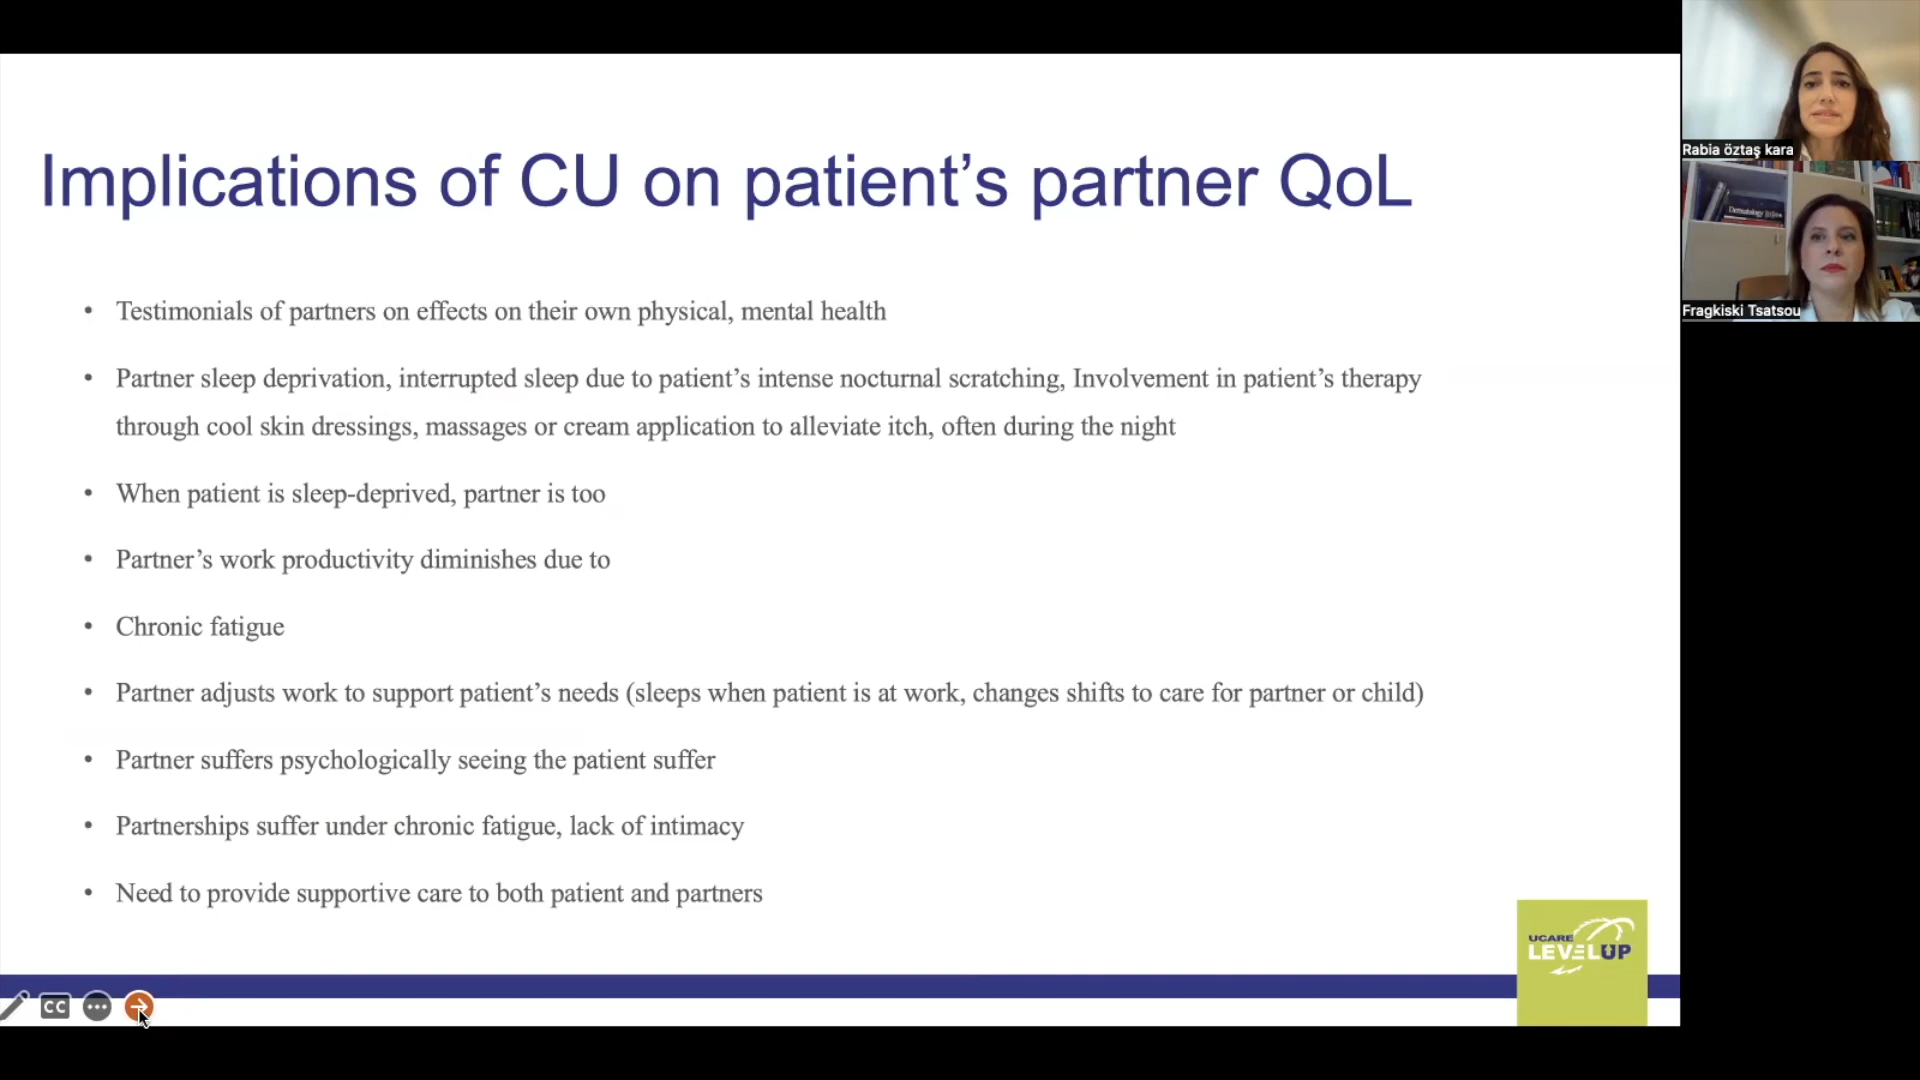 Implications of CU on patient’s partner QoL
• Testimonials of partners on effects on their own physical, mental health
• Partner sleep deprivation, interrupted sleep due to patient’s intense nocturnal scratching, Involvement in patient’s therapy
through cool skin dressings, massages or cream application to alleviate itch, often during the night
• When patient is sleep-deprived, partner is too
• Partner’s work productivity diminishes due to
• Chronic fatigue
• Partner adjusts work to support patient’s needs (sleeps when patient is at work, changes shifts to care for partner or child)
• Partner suffers psychologically seeing the patient suffer
• Partnerships suffer under chronic fatigue, lack of intimacy
• Need to provide supportive care to both patient and partners
UCARE
LEVELUP
CC
Rabia öztaş kara
Dermatology
Fragkiski Tsatsou